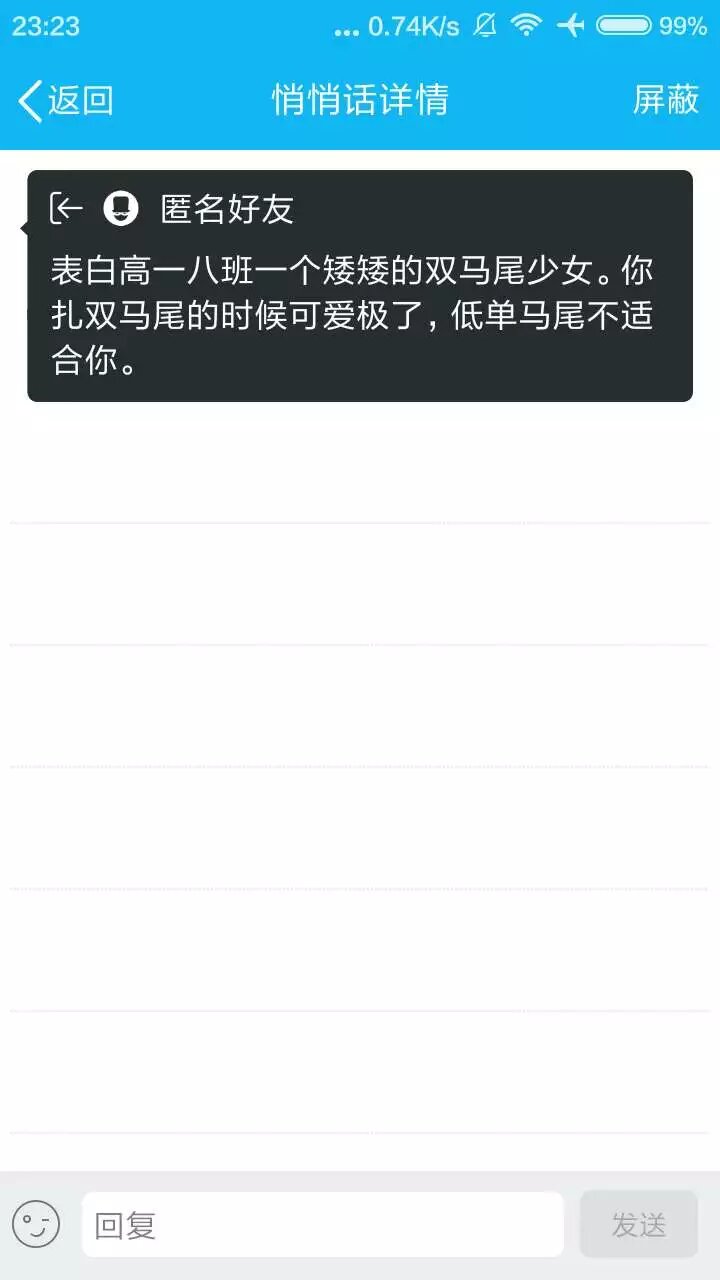 23:23 ... 0.74K/s 99%
返回 悄悄话详情 屏蔽
匿名好友
表白高一八班一个矮矮的双马尾少女。你
扎双马尾的时候可爱极了,低单马尾不适
合你。
回复 发送